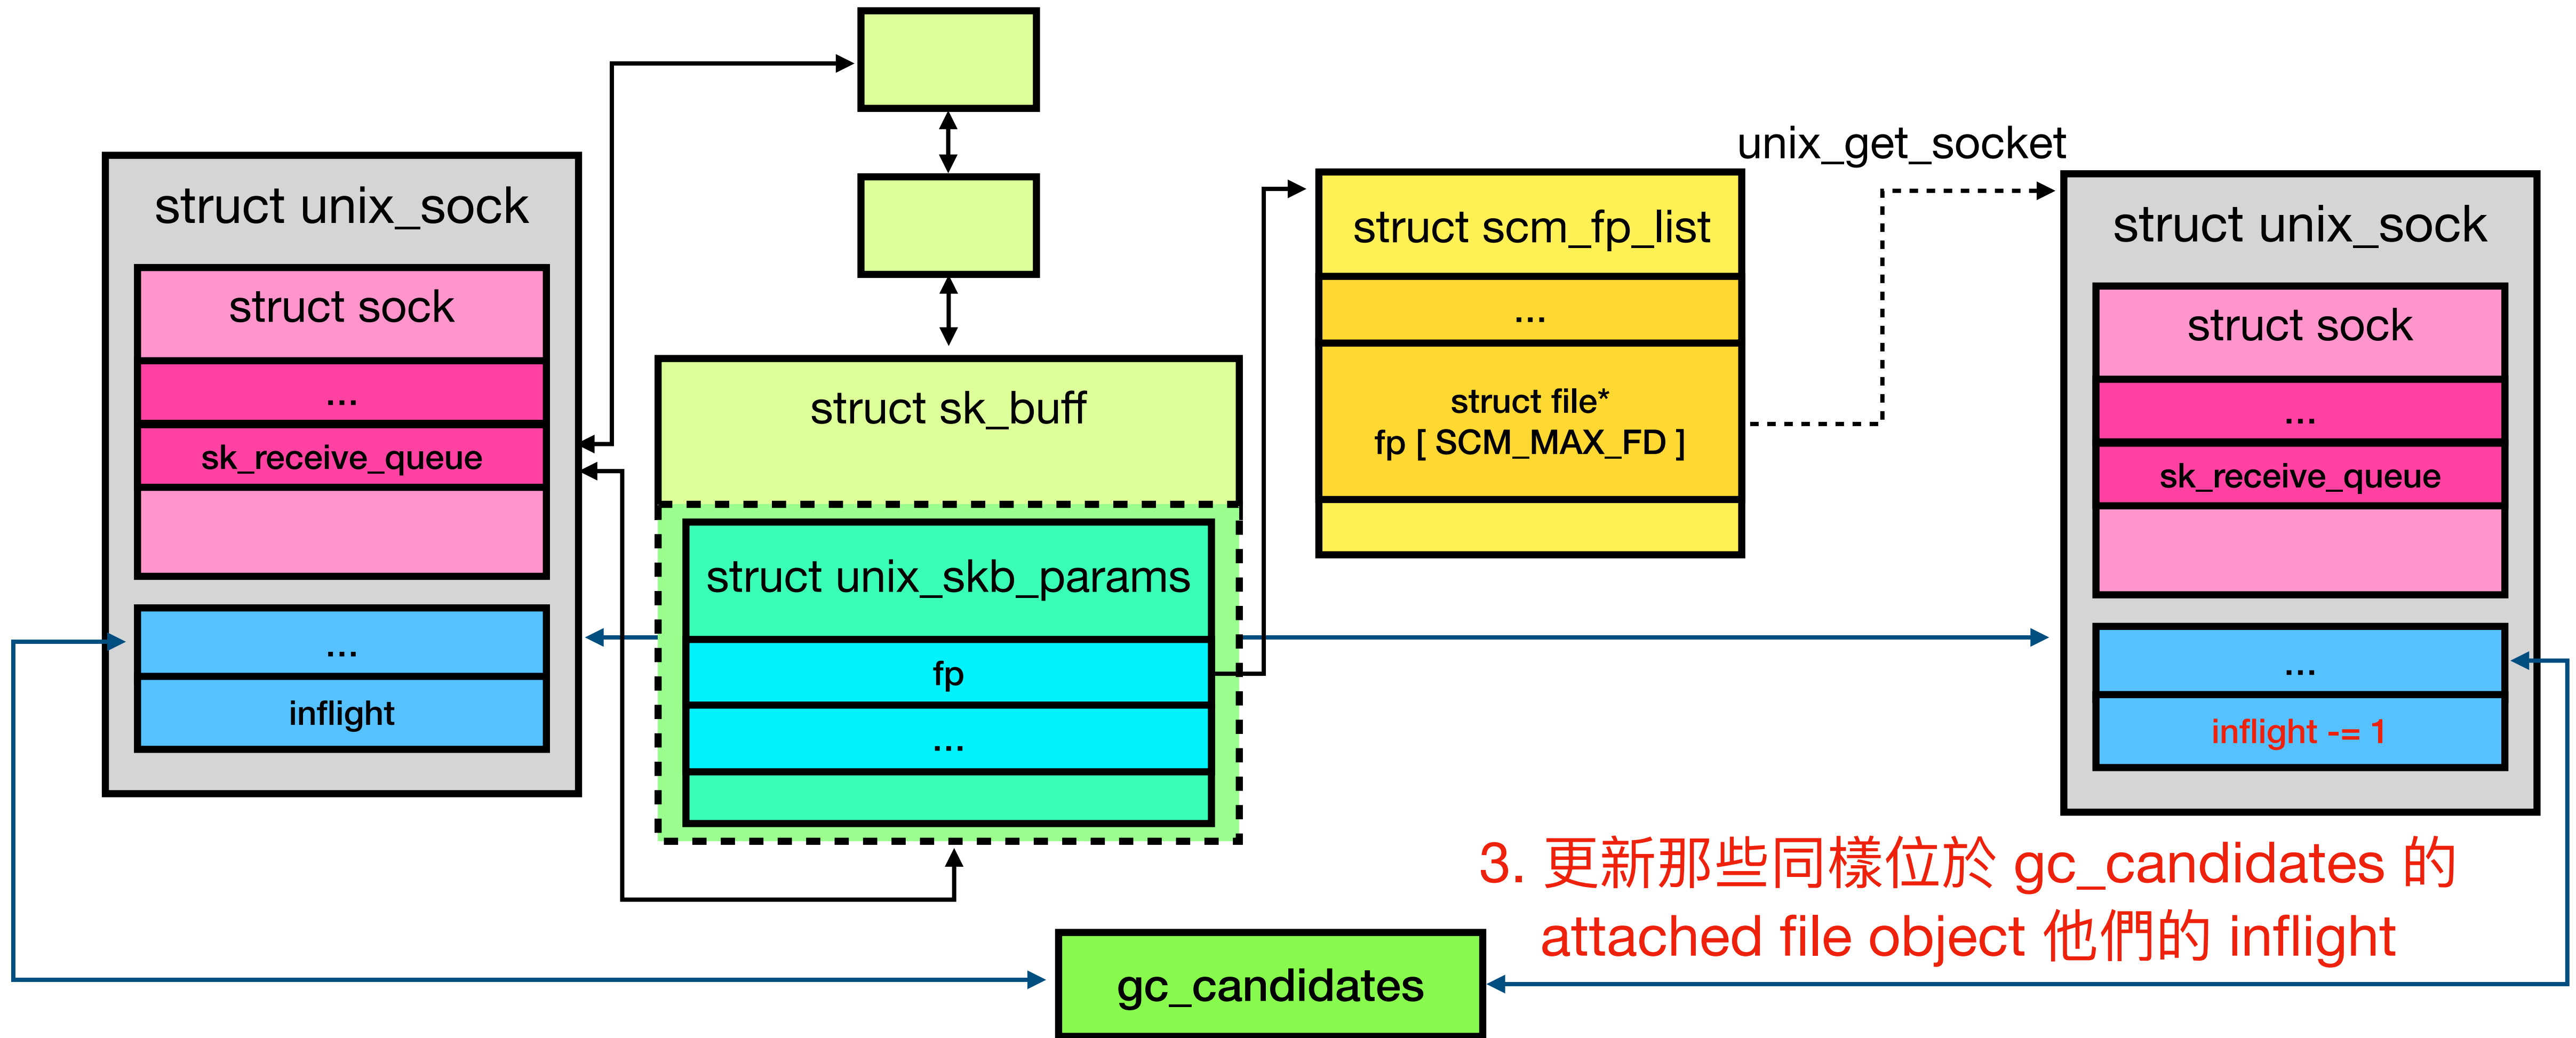 struct unix_sock
struct sock
...
sk_receive_queue
...
inflight
struct sk_buff
struct unix_skb_params
fp
...
struct scm_fp_list
...
struct file*
fp [ SCM_MAX_FD ]
unix_get_socket
struct unix_sock
struct sock
...
sk_receive_queue
...
inflight -= 1
3. 更新那些同樣位於 gc_candidates 的
attached file object 他們的 inflight
gc_candidates